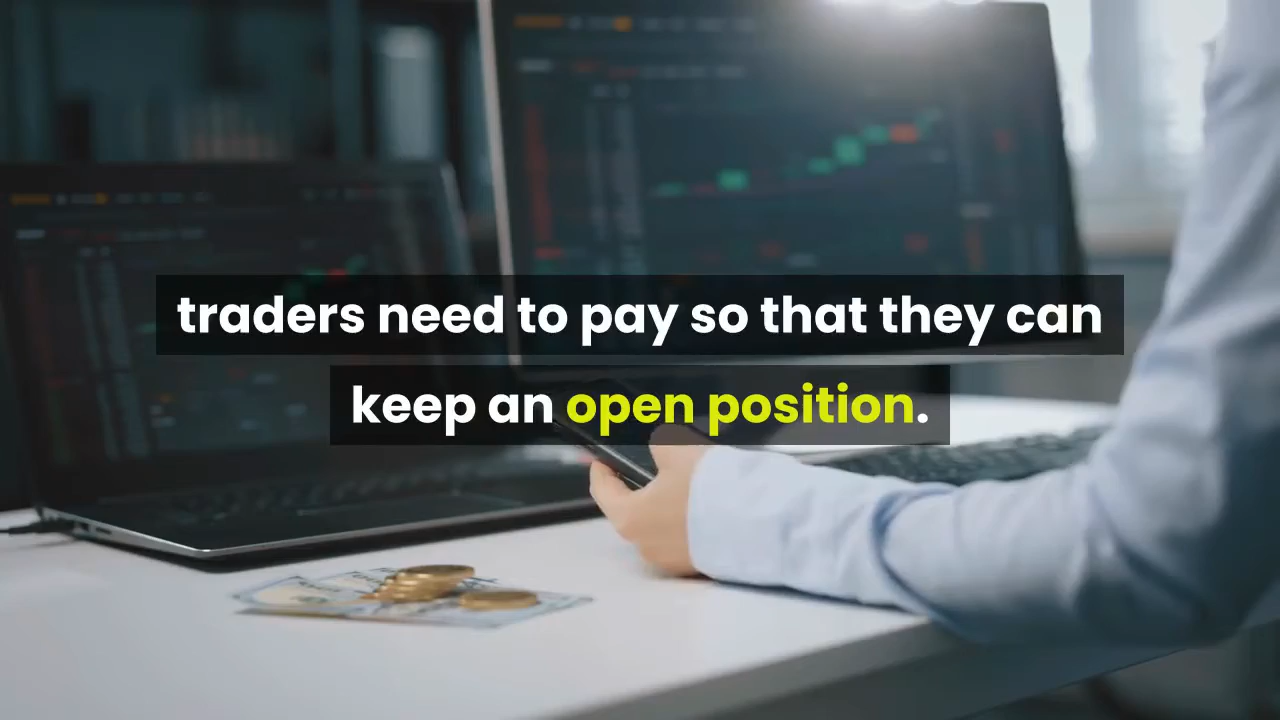 traders need to pay so that they can
keep an open position.